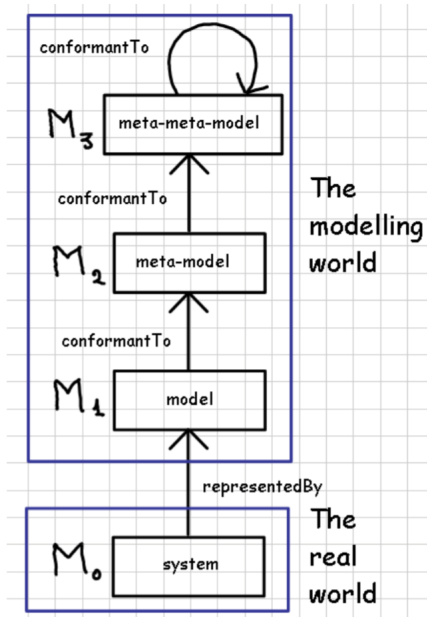 conformantTo
M3
meta-meta-model
conformantTo
The
modelling
world
M2
meta-model
conformantTo
M1
model
representedBy
The
real
world
M0
system